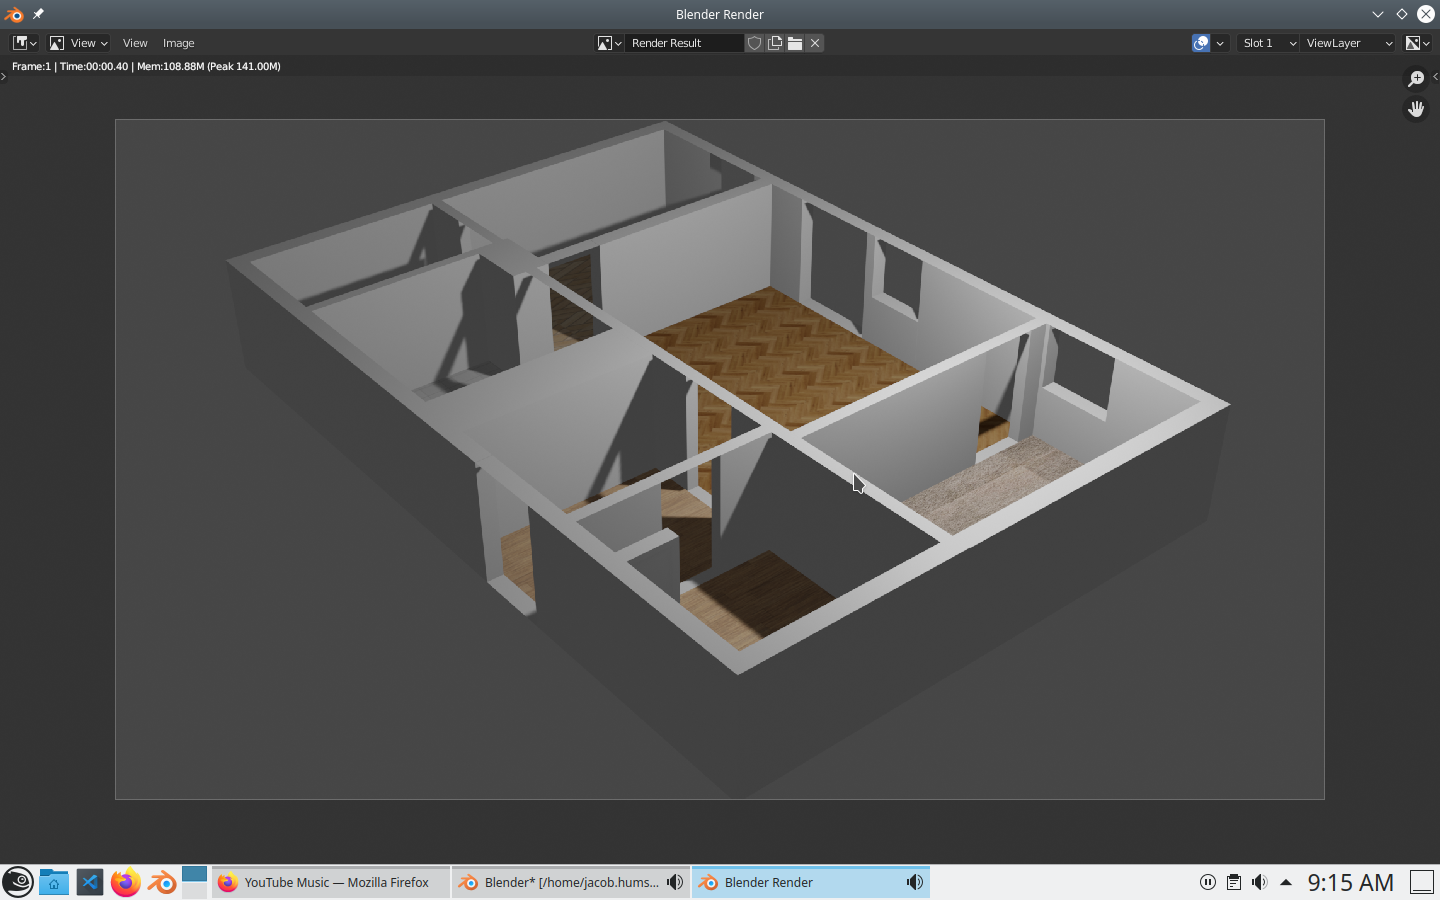 Blender Render
View
View
Image
Render Result
Slot 1
ViewLayer
Frame:1 | Time:00:00.40 | Mem:108.88M (Peak 141.00M)
YouTube Music — Mozilla Firefox
Blender* [/home/jacob.hums...
Blender Render
9:15 AM